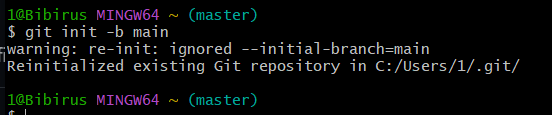 1@Bibirus MINGW64 ~ (master)
$ git init -b main
warning: re-init: ignored --initial-branch=main
Reinitialized existing Git repository in C:/Users/1/.git/
1@Bibirus MINGW64 ~ (master)
$